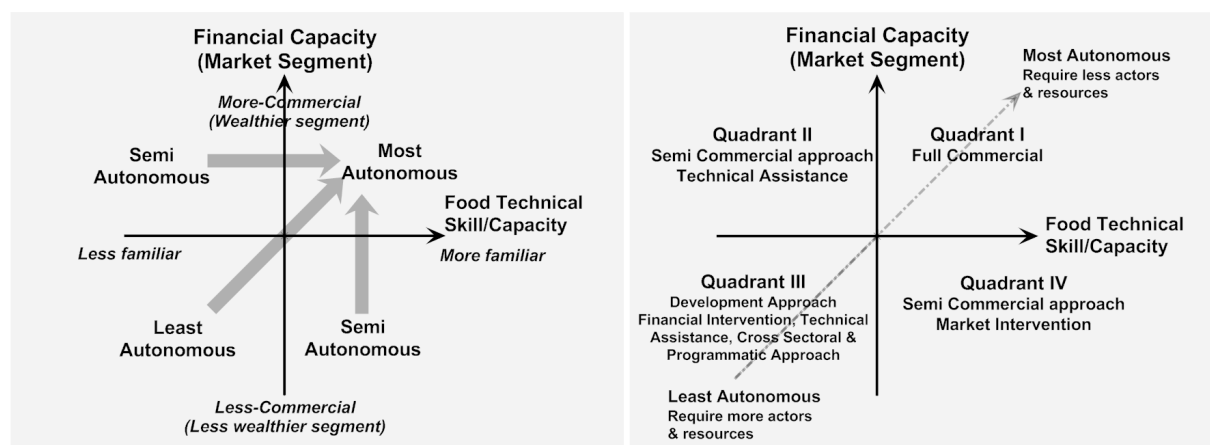 Financial Capacity
(Market Segment)
More-Commercial
(Wealthier segment)
Semi
Autonomous
Most
Autonomous
Food Technical
Skill/Capacity
Less familiar
More familiar
Least
Autonomous
Semi
Autonomous
Less-Commercial
(Less wealthier segment)
Financial Capacity
(Market Segment)
Most Autonomous
Require less actors
& resources
Quadrant II
Semi Commercial approach
Technical Assistance
Quadrant I
Full Commercial
Food Technical
Skill/Capacity
Quadrant III
Development Approach
Financial Intervention, Technical
Assistance, Cross Sectoral &
Programmatic Approach
Quadrant IV
Semi Commercial approach
Market Intervention
Least Autonomous
Require more actors
& resources